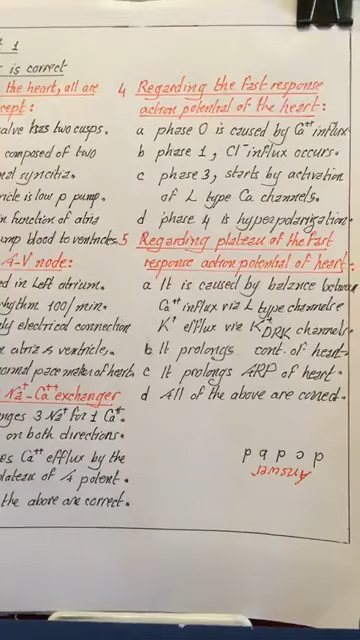 t 1
is correct
the heart, all are
cept:
alve has two cusps.
composed of two
nal syncitia.
ricle is low p pump.
in function of atria
ump blood to ventricles.
A-V node:
ed in Left atrium.
rhythm 100/min.
ly electrical connection
n atria & ventricles.
ormal pacemater of heart.
Na⁺-Ca⁺⁺ exchanger
nges 3 Na⁺ for 1 Ca⁺⁺.
on both directions.
es Ca⁺⁺ efflux by the
lateau of A potent.
the above are correct.
4 Regarding the fast response
action potential of the heart:
a phase 0 is caused by Ca⁺⁺ influx
b phase 1, Cl⁻ influx occurs.
c phase 3, starts by activation
of L type Ca channels.
d phase 4 is hyperpolarization.
5 Regarding plateau of the fast
response action potential of heart:
a It is caused by balance between
Ca⁺⁺ influx via L type channels &
K⁺ efflux via K⁺ DRK channels.
b It prolongs cont. of heart.
c It prolongs ARP of heart.
d All of the above are correct.
Answer
d c d b d